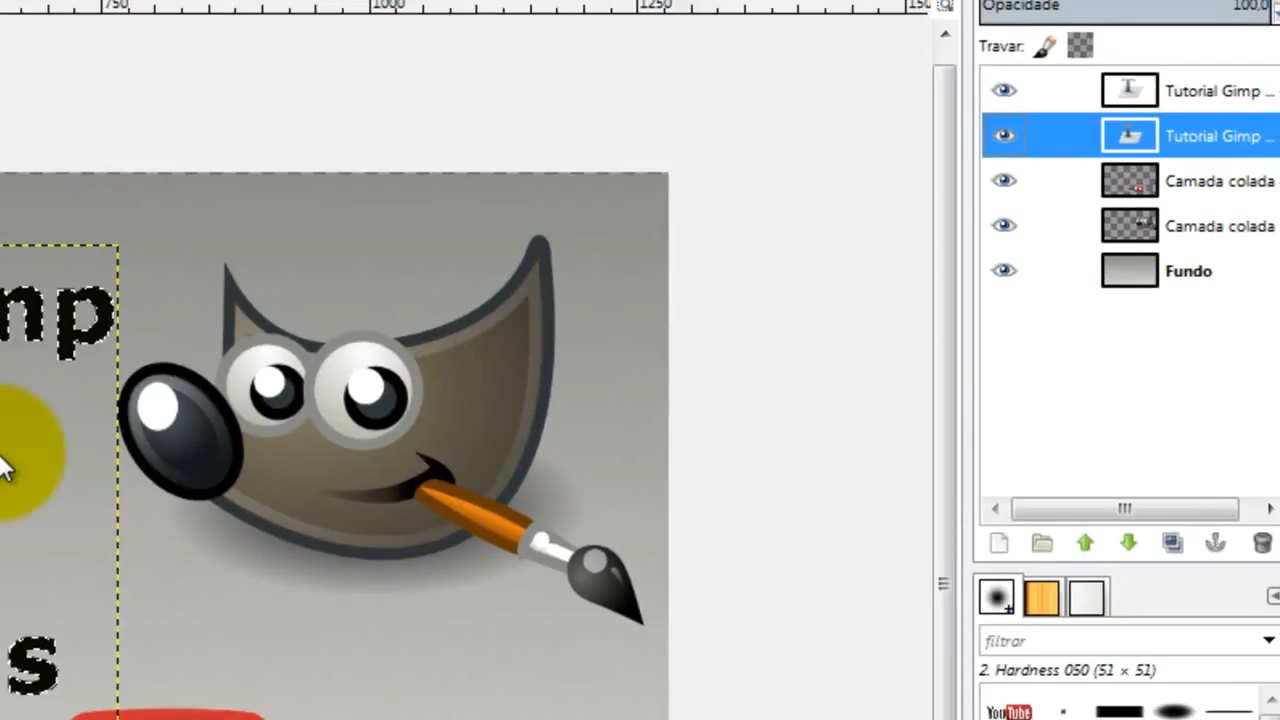 750
1000
1250
Opacidade 100,0
Travar:
Tutorial Gimp ...
Tutorial Gimp ...
Camada colada
Camada colada
Fundo
mp
s
filtrar
2. Hardness 050 (51 × 51)
YouTube